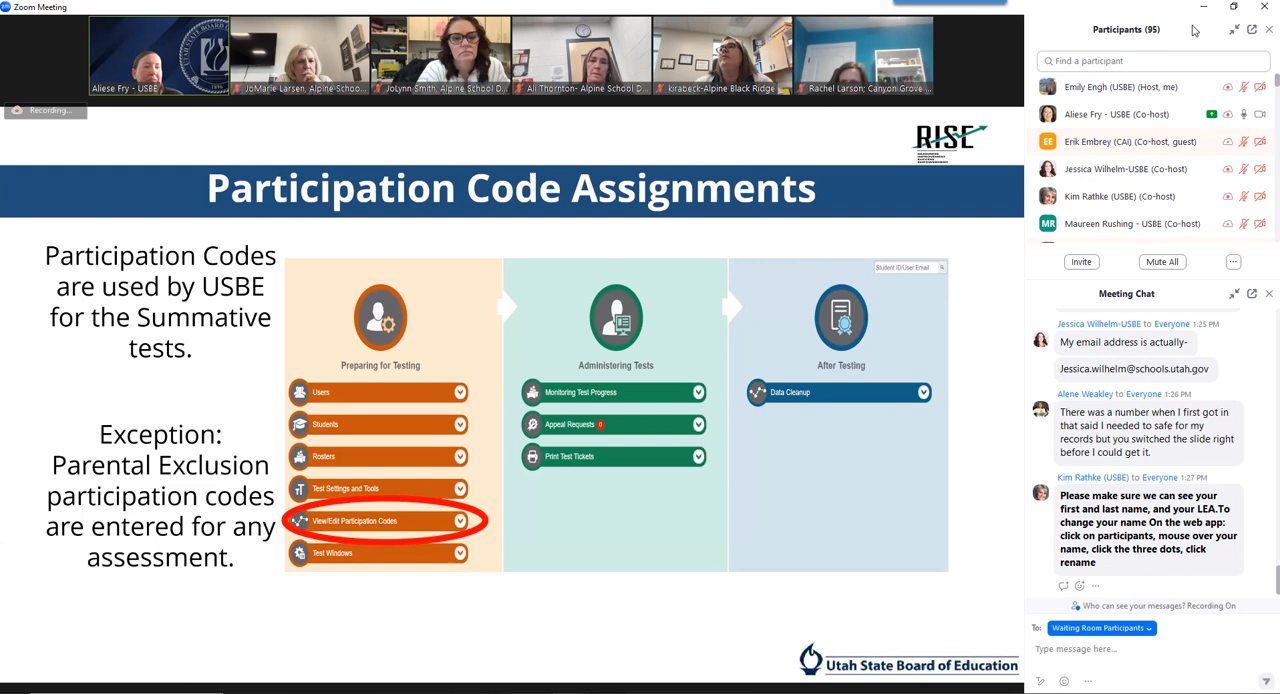 Zoom Meeting
Aliese Fry - USBE
JoMarie Larsen, Alpine Schoo...
JoLynn Smith, Alpine School D...
Ali Thornton- Alpine School D...
kirabeck-Alpine Black Ridge
Rachel Larson; Canyon Grove ...
Recording...
RISE
Participation Code Assignments
Participation Codes
are used by USBE
for the Summative
tests.
Exception:
Parental Exclusion
participation codes
are entered for any
assessment.
Student ID/User Email
Preparing for Testing
Users
Students
Rosters
Test Settings and Tools
View/Edit Participation Codes
Test Windows
Administering Tests
Monitoring Test Progress
Appeal Requests 0
Print Test Tickets
After Testing
Data Cleanup
Utah State Board of Education
Participants (95)
Find a participant
Emily Engh (USBE) (Host, me)
Aliese Fry - USBE (Co-host)
EE Erik Embrey (CAI) (Co-host, guest)
Jessica Wilhelm-USBE (Co-host)
Kim Rathke (USBE) (Co-host)
MR Maureen Rushing - USBE (Co-host)
Invite
Mute All
...
Meeting Chat
Jessica Wilhelm-USBE to Everyone 1:25 PM
My email address is actually-
Jessica.wilhelm@schools.utah.gov
Alene Weakley to Everyone 1:26 PM
There was a number when I first got in
that said I needed to safe for my
records but you switched the slide right
before I could get it.
Kim Rathke (USBE) to Everyone 1:27 PM
Please make sure we can see your
first and last name, and your LEA.To
change your name On the web app:
click on participants, mouse over your
name, click the three dots, click
rename
Who can see your messages? Recording On
To: Waiting Room Participants
Type message here...